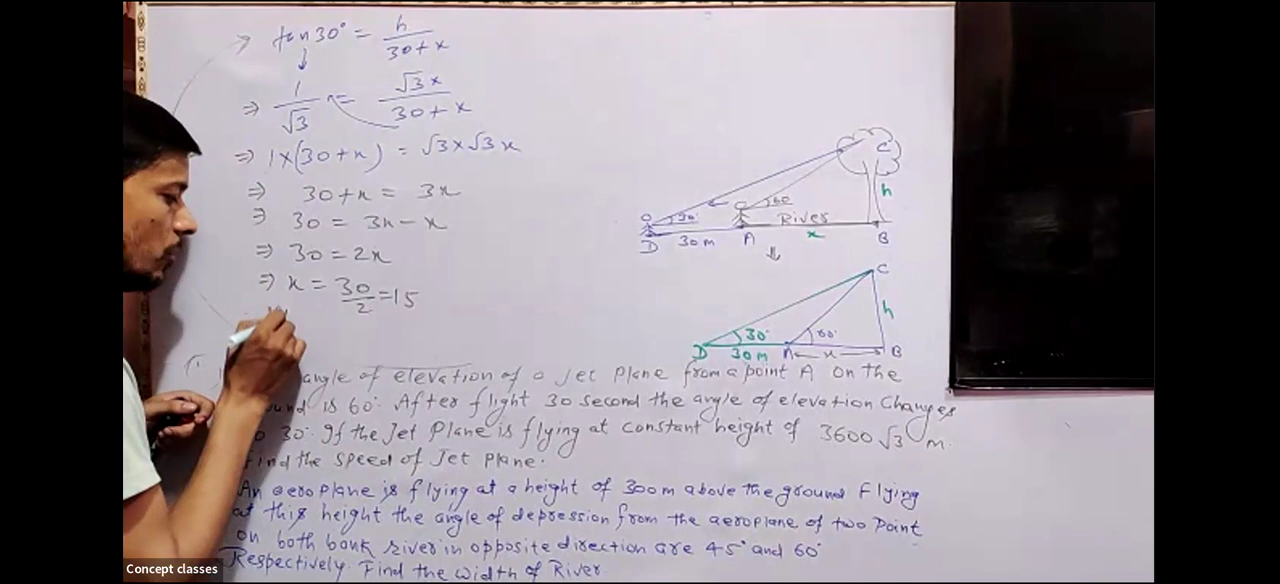 ⇒ tan30° = h/30+x
⇒ 1/√3 = √3x/30+x
⇒ 1×(30+x) = √3×√3x
⇒ 30+x = 3x
⇒ 30 = 3x-x
⇒ 30 = 2x
⇒ x = 30/2 = 15
C
h
60
30°
River
D 30 m A x B
⇓
C
h
30° 60°
D 30 m A x B
angle of elevation of a Jet Plane from a point A on the
is 60°. After flight 30 second the angle of elevation Changes
30°. If the Jet Plane is flying at constant height of 3600√3 m.
Find the speed of Jet plane.
An aeroplane is flying at a height of 300m above the ground Flying
at this height the angle of depression from the aeroplane of two Point
on both bank river in opposite direction are 45° and 60°
Respectively. Find the width of River.
Concept classes